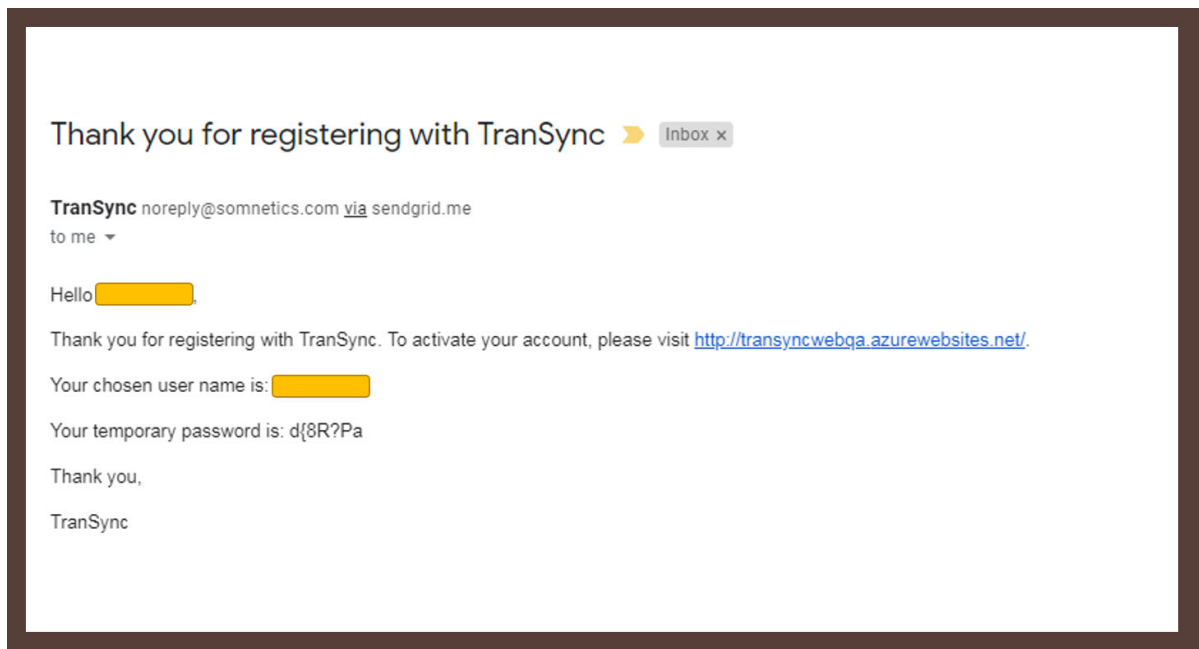 Thank you for registering with TranSync Inbox x
TranSync noreply@somnetics.com via sendgrid.me
to me
Hello ,
Thank you for registering with TranSync. To activate your account, please visit http://transyncwebqa.azurewebsites.net/.
Your chosen user name is:
Your temporary password is: d{8R?Pa
Thank you,
TranSync